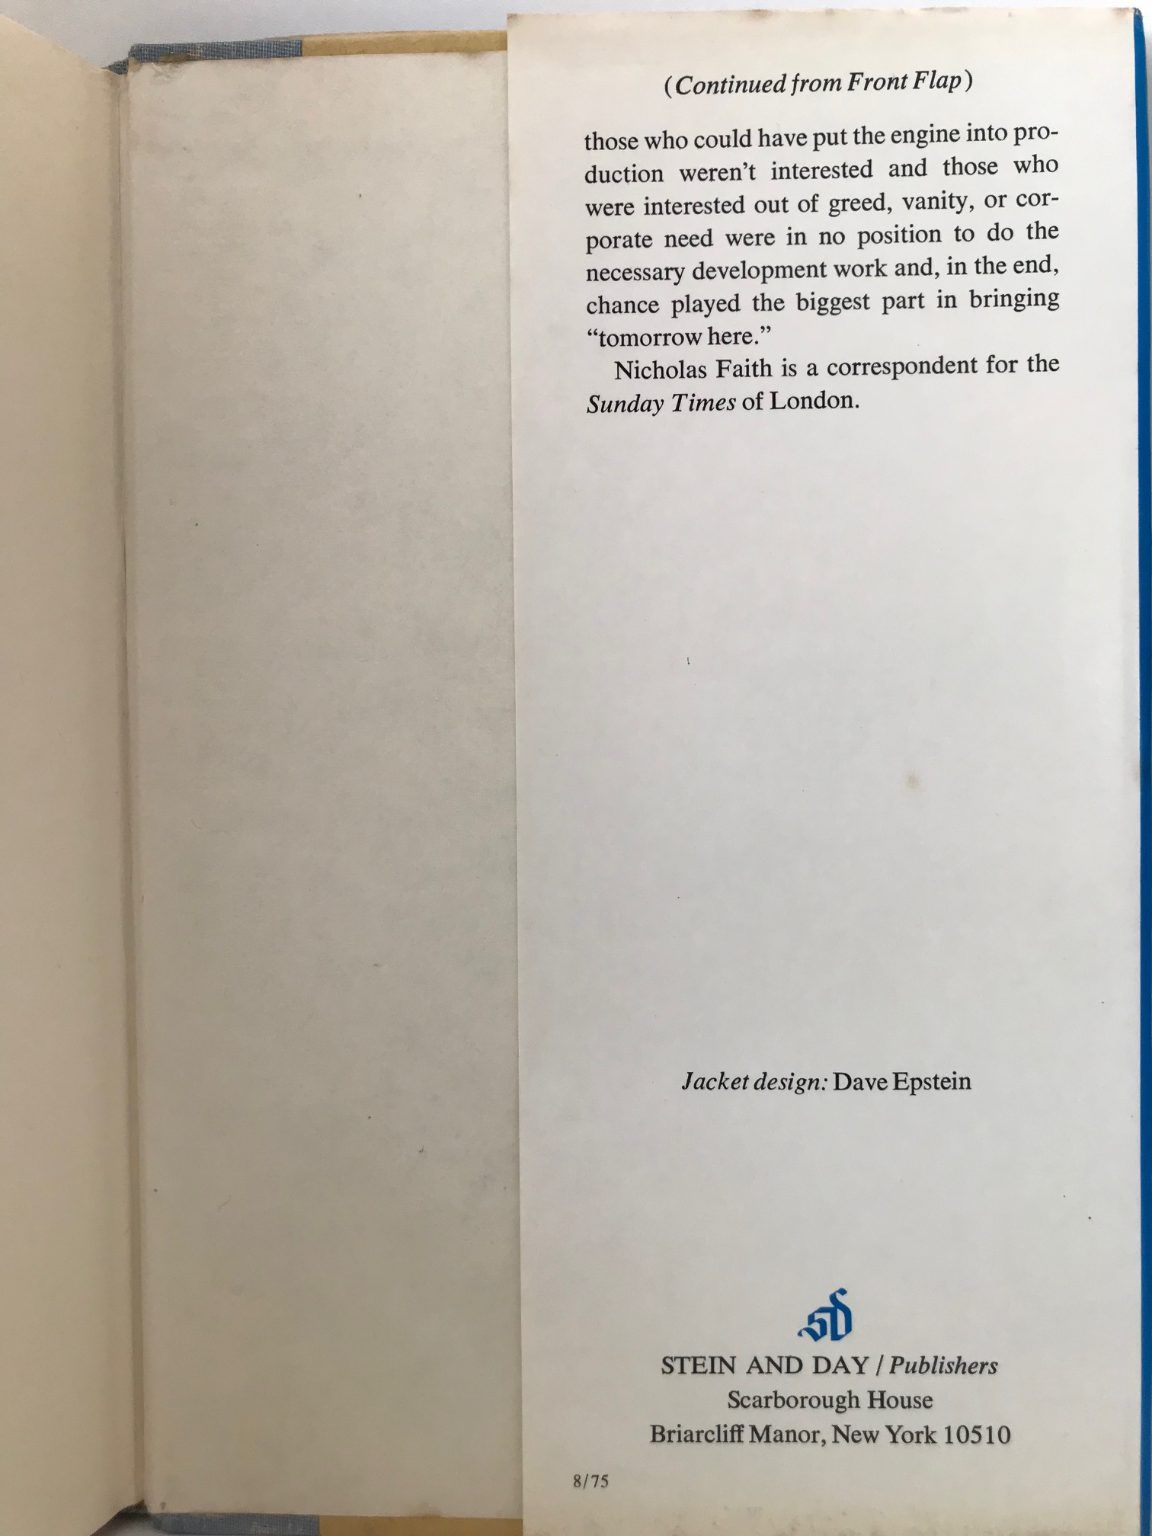 (Continued from Front Flap)
those who could have put the engine into pro-
duction weren't interested and those who
were interested out of greed, vanity, or cor-
porate need were in no position to do the
necessary development work and, in the end,
chance played the biggest part in bringing
“tomorrow here.”
Nicholas Faith is a correspondent for the
Sunday Times of London.
Jacket design: Dave Epstein
SD
STEIN AND DAY / Publishers
Scarborough House
Briarcliff Manor, New York 10510
8/75